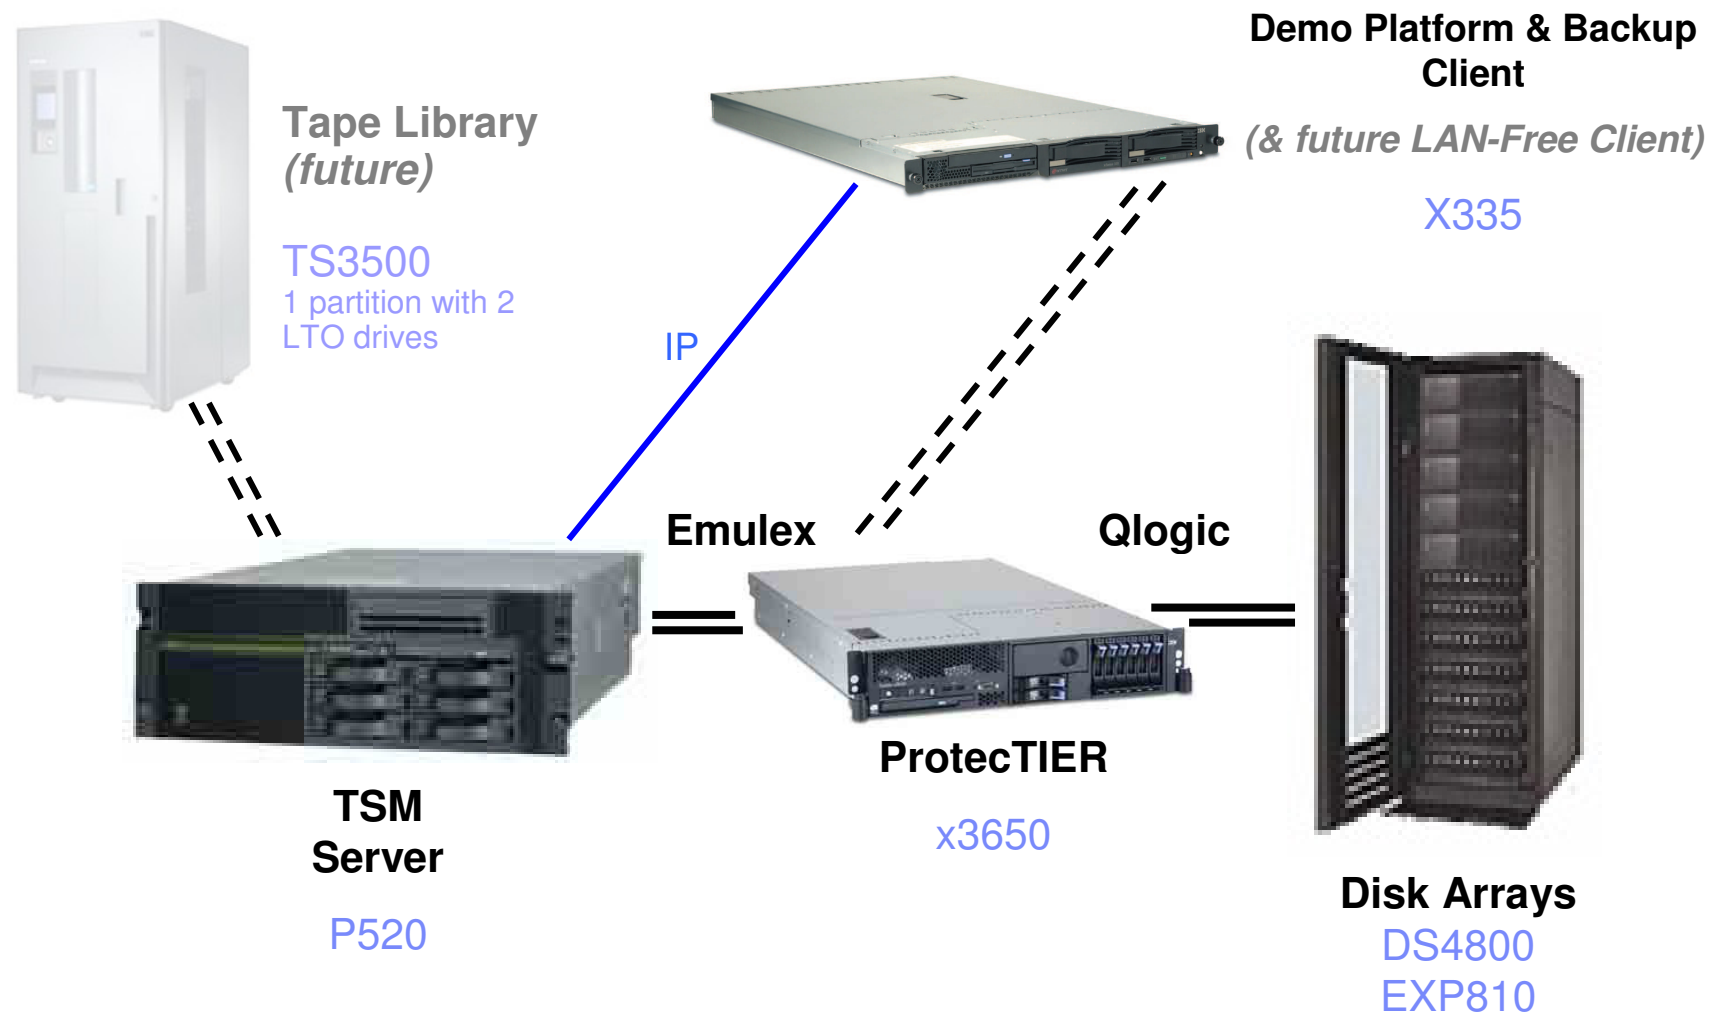 Demo Platform & Backup
Client
(& future LAN-Free Client)
X335
Tape Library
(future)
TS3500
1 partition with 2
LTO drives
IP
Emulex
Qlogic
ProtecTIER
x3650
TSM
Server
P520
Disk Arrays
DS4800
EXP810